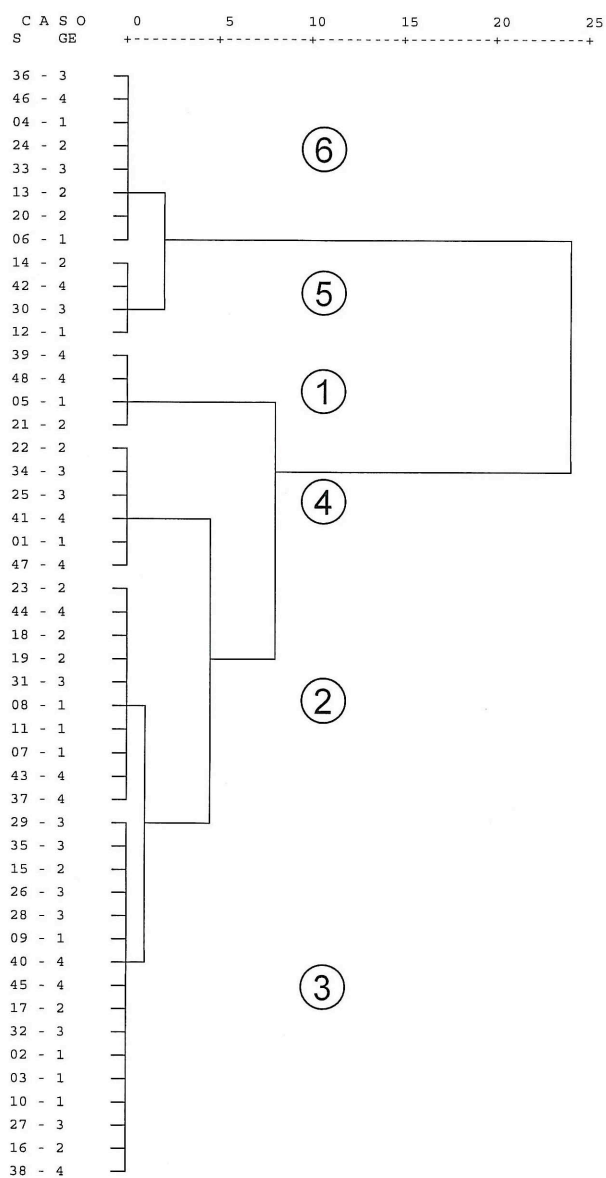 C A S O 0 5 10 15 20 25
S GE +---------+---------+---------+---------+---------+
36 - 3
46 - 4
04 - 1
24 - 2
33 - 3
13 - 2
20 - 2
06 - 1
14 - 2
42 - 4
30 - 3
12 - 1
39 - 4
48 - 4
05 - 1
21 - 2
22 - 2
34 - 3
25 - 3
41 - 4
01 - 1
47 - 4
23 - 2
44 - 4
18 - 2
19 - 2
31 - 3
08 - 1
11 - 1
07 - 1
43 - 4
37 - 4
29 - 3
35 - 3
15 - 2
26 - 3
28 - 3
09 - 1
40 - 4
45 - 4
17 - 2
32 - 3
02 - 1
03 - 1
10 - 1
27 - 3
16 - 2
38 - 4
6
5
1
4
2
3